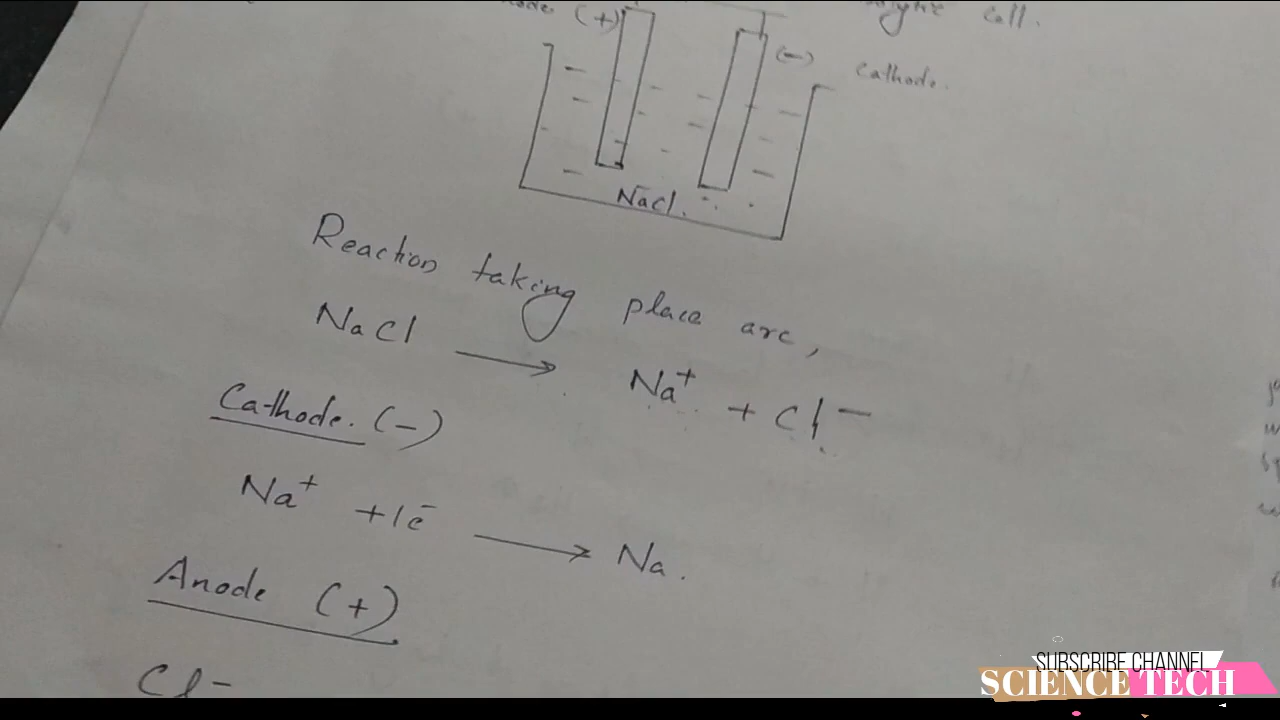 (+)
cell.
(-) Cathode.
NaCl.
Reaction taking place are,
NaCl → Na⁺ + Cl⁻
Cathode. (-)
Na⁺ + 1e⁻ → Na.
Anode (+)
Cl⁻
SUBSCRIBE CHANNEL
SCIENCE TECH